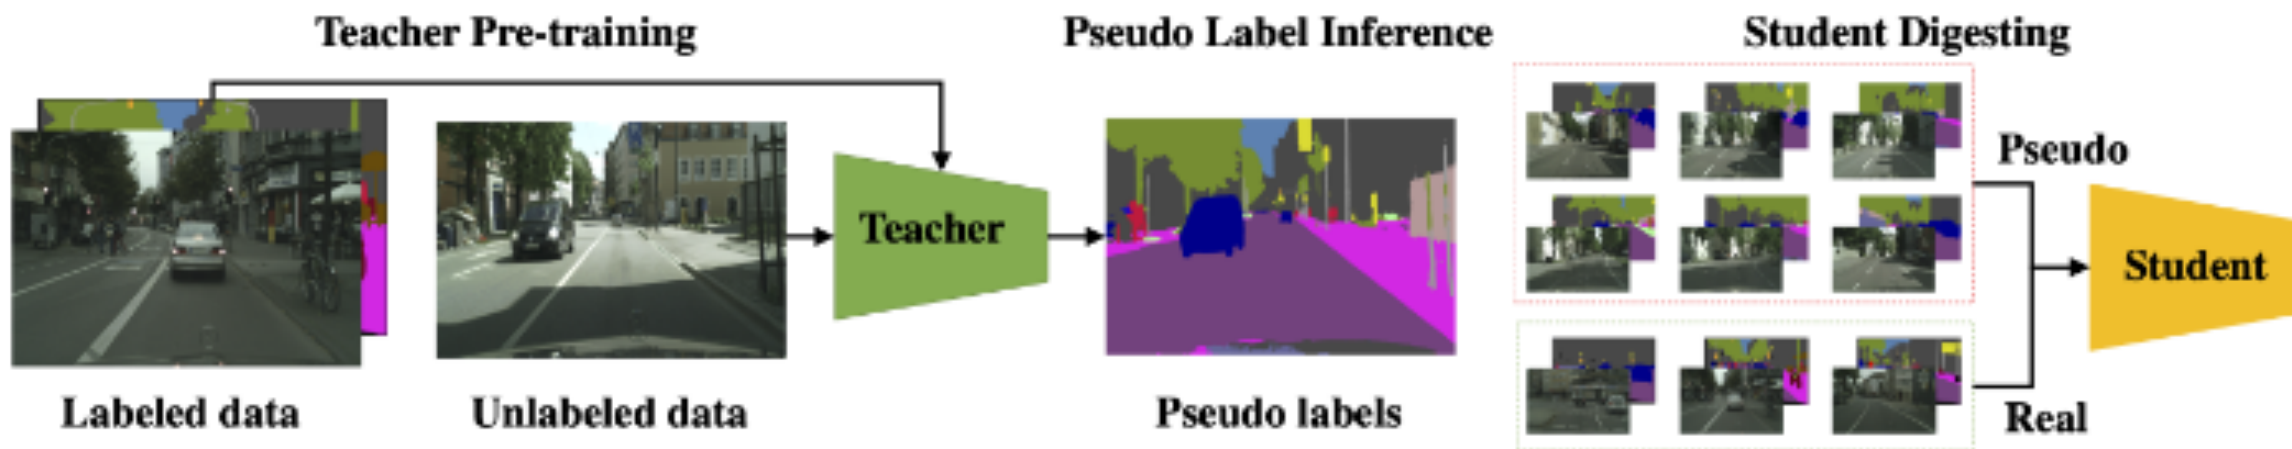 Teacher Pre-training
Pseudo Label Inference
Student Digesting
Pseudo
Teacher
Student
Labeled data
Unlabeled data
Pseudo labels
Real